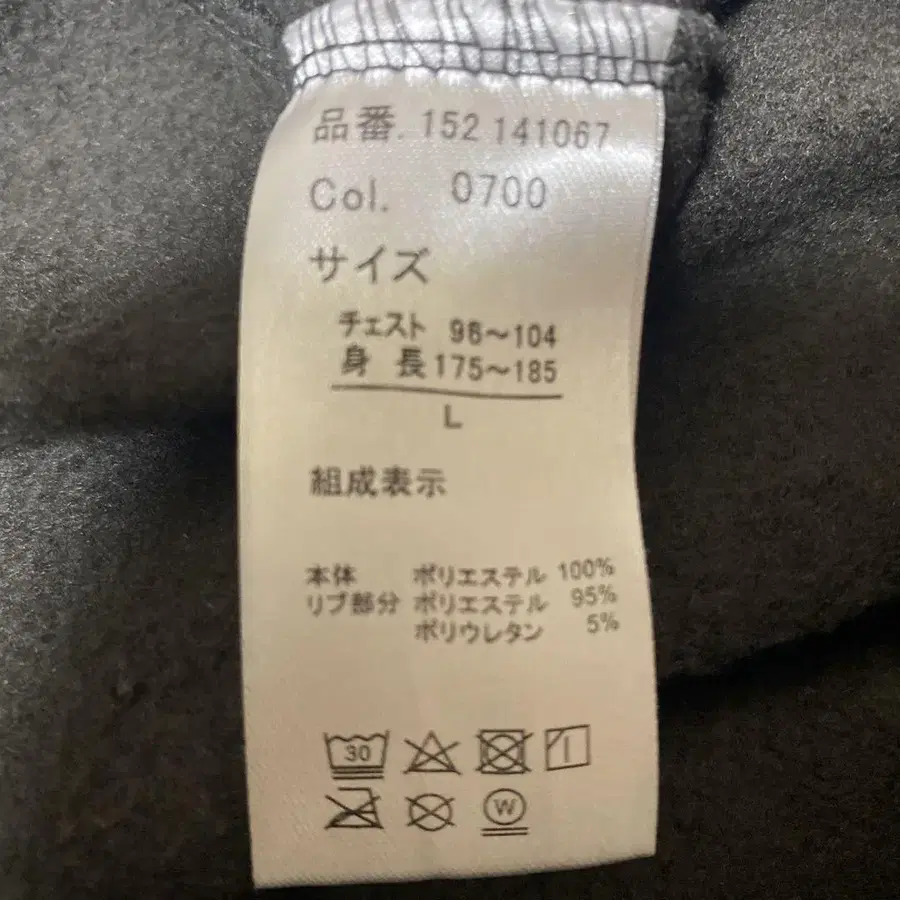 品番. 152 141067
Col. 0700
サイズ
チェスト 96～104
身長 175～185
L
組成表示
本体 ポリエステル 100%
リブ部分 ポリエステル 95%
ポリウレタン 5%
30
W